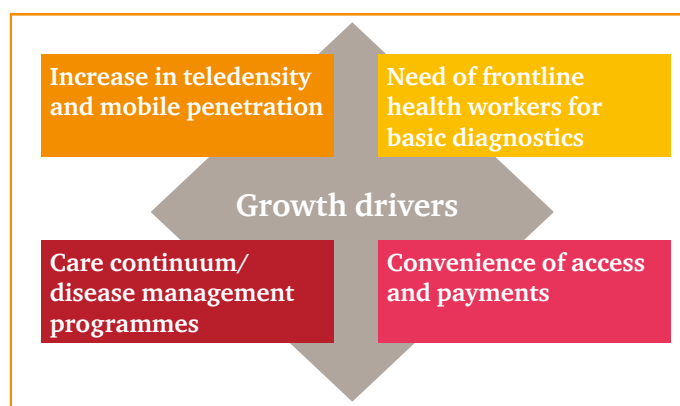 Increase in teledensity
and mobile penetration
Need of frontline
health workers for
basic diagnostics
Growth drivers
Care continuum/
disease management
programmes
Convenience of access
and payments